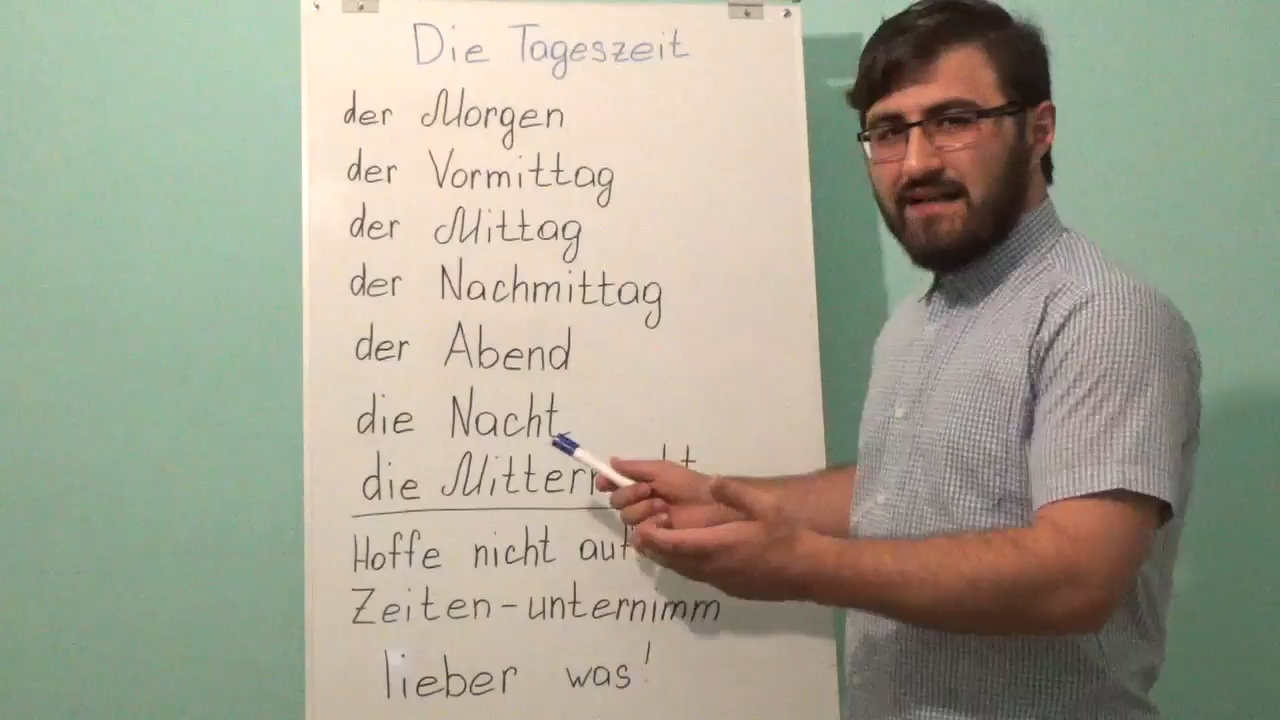 Die Tageszeit
der Morgen
der Vormittag
der Mittag
der Nachmittag
der Abend
die Nacht
die
Hoffe nicht auf
Zeiten-unternimm
lieber was!